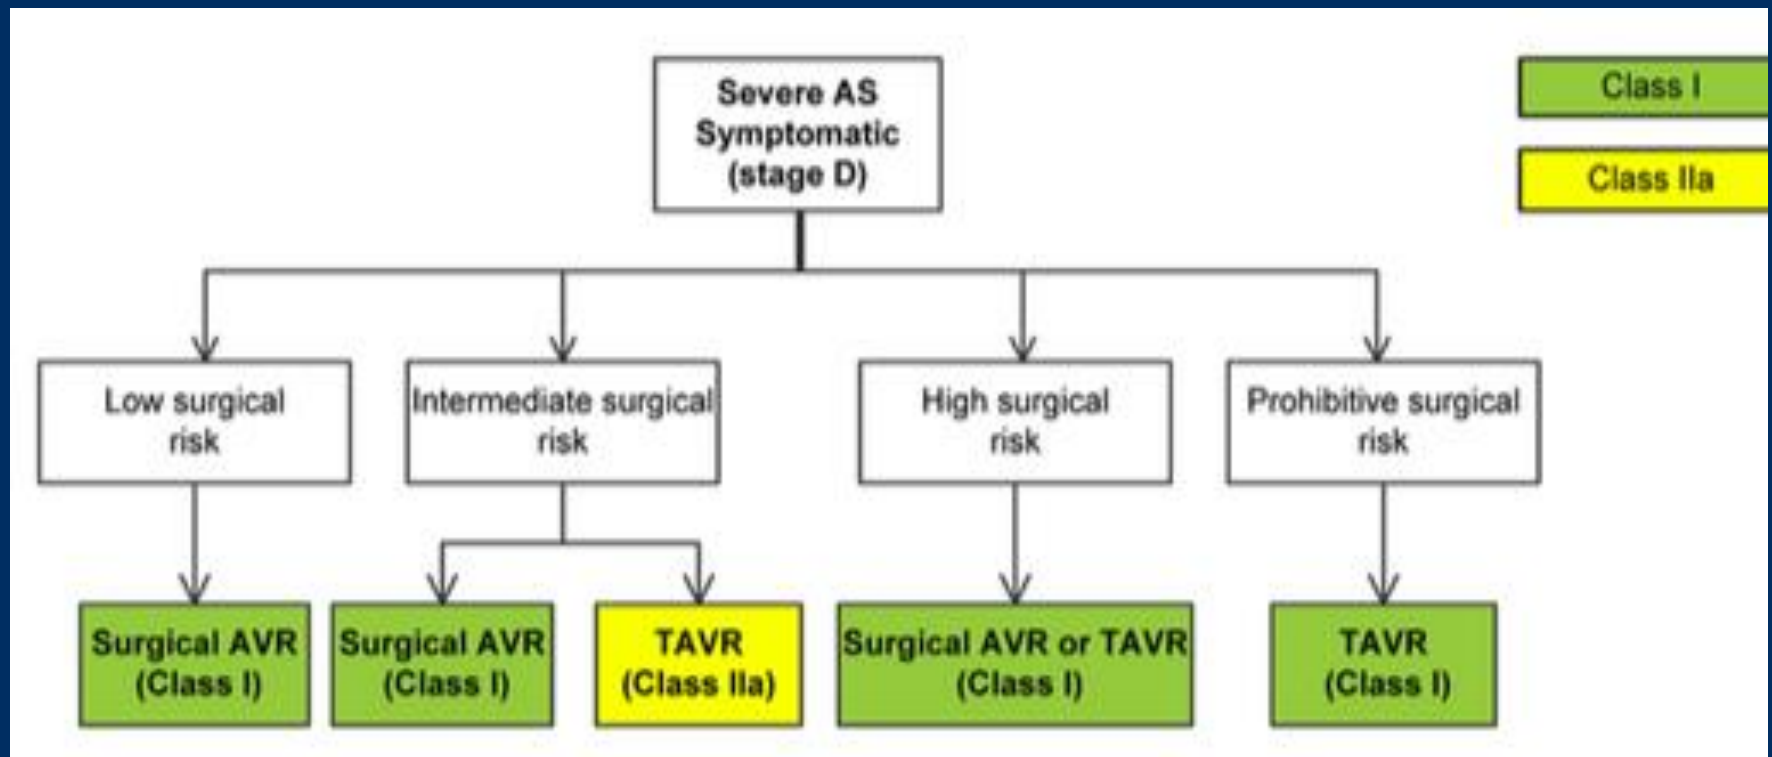 Severe AS
Symptomatic
(stage D)
Class I
Class IIa
Low surgical
risk
Intermediate surgical
risk
High surgical
risk
Prohibitive surgical
risk
Surgical AVR
(Class I)
Surgical AVR
(Class I)
TAVR
(Class IIa)
Surgical AVR or TAVR
(Class I)
TAVR
(Class I)